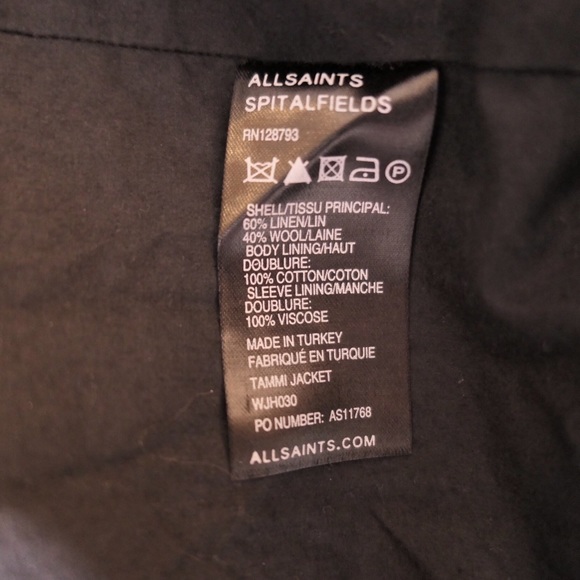 ALLSAINTS
SPITALFIELDS
RN128793
P
SHELL/TISSU PRINCIPAL:
60% LINEN/LIN
40% WOOL/LAINE
BODY LINING/HAUT
DOUBLURE:
100% COTTON/COTON
SLEEVE LINING/MANCHE
DOUBLURE:
100% VISCOSE
MADE IN TURKEY
FABRIQUÉ EN TURQUIE
TAMMI JACKET
WJH030
PO NUMBER: AS11768
ALLSAINTS.COM